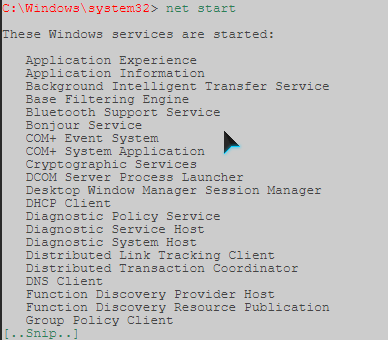 C:\Windows\system32> net start
These Windows services are started:
Application Experience
Application Information
Background Intelligent Transfer Service
Base Filtering Engine
Bluetooth Support Service
Bonjour Service
COM+ Event System
COM+ System Application
Cryptographic Services
DCOM Server Process Launcher
Desktop Window Manager Session Manager
DHCP Client
Diagnostic Policy Service
Diagnostic Service Host
Diagnostic System Host
Distributed Link Tracking Client
Distributed Transaction Coordinator
DNS Client
Function Discovery Provider Host
Function Discovery Resource Publication
Group Policy Client
[..Snip..]